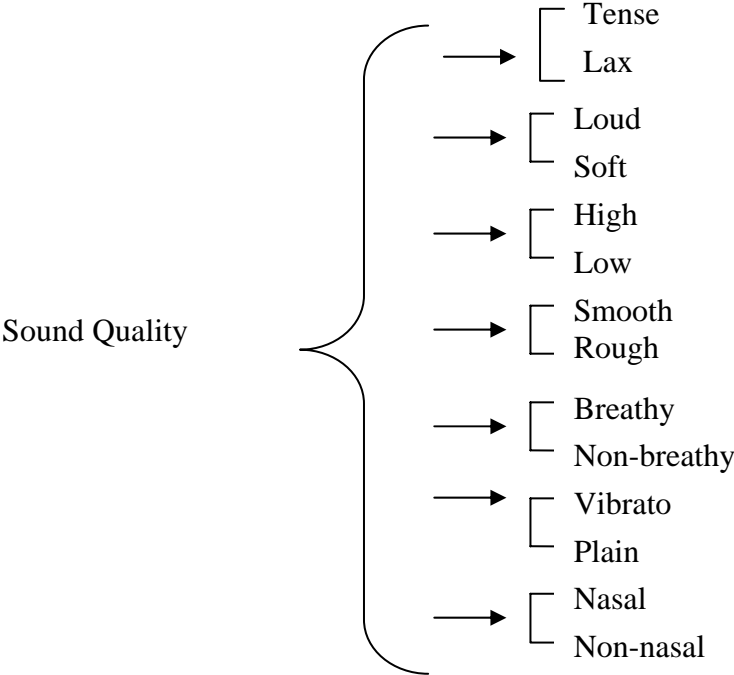 Tense
Lax
Loud
Soft
High
Low
Sound Quality
Smooth
Rough
Breathy
Non-breathy
Vibrato
Plain
Nasal
Non-nasal